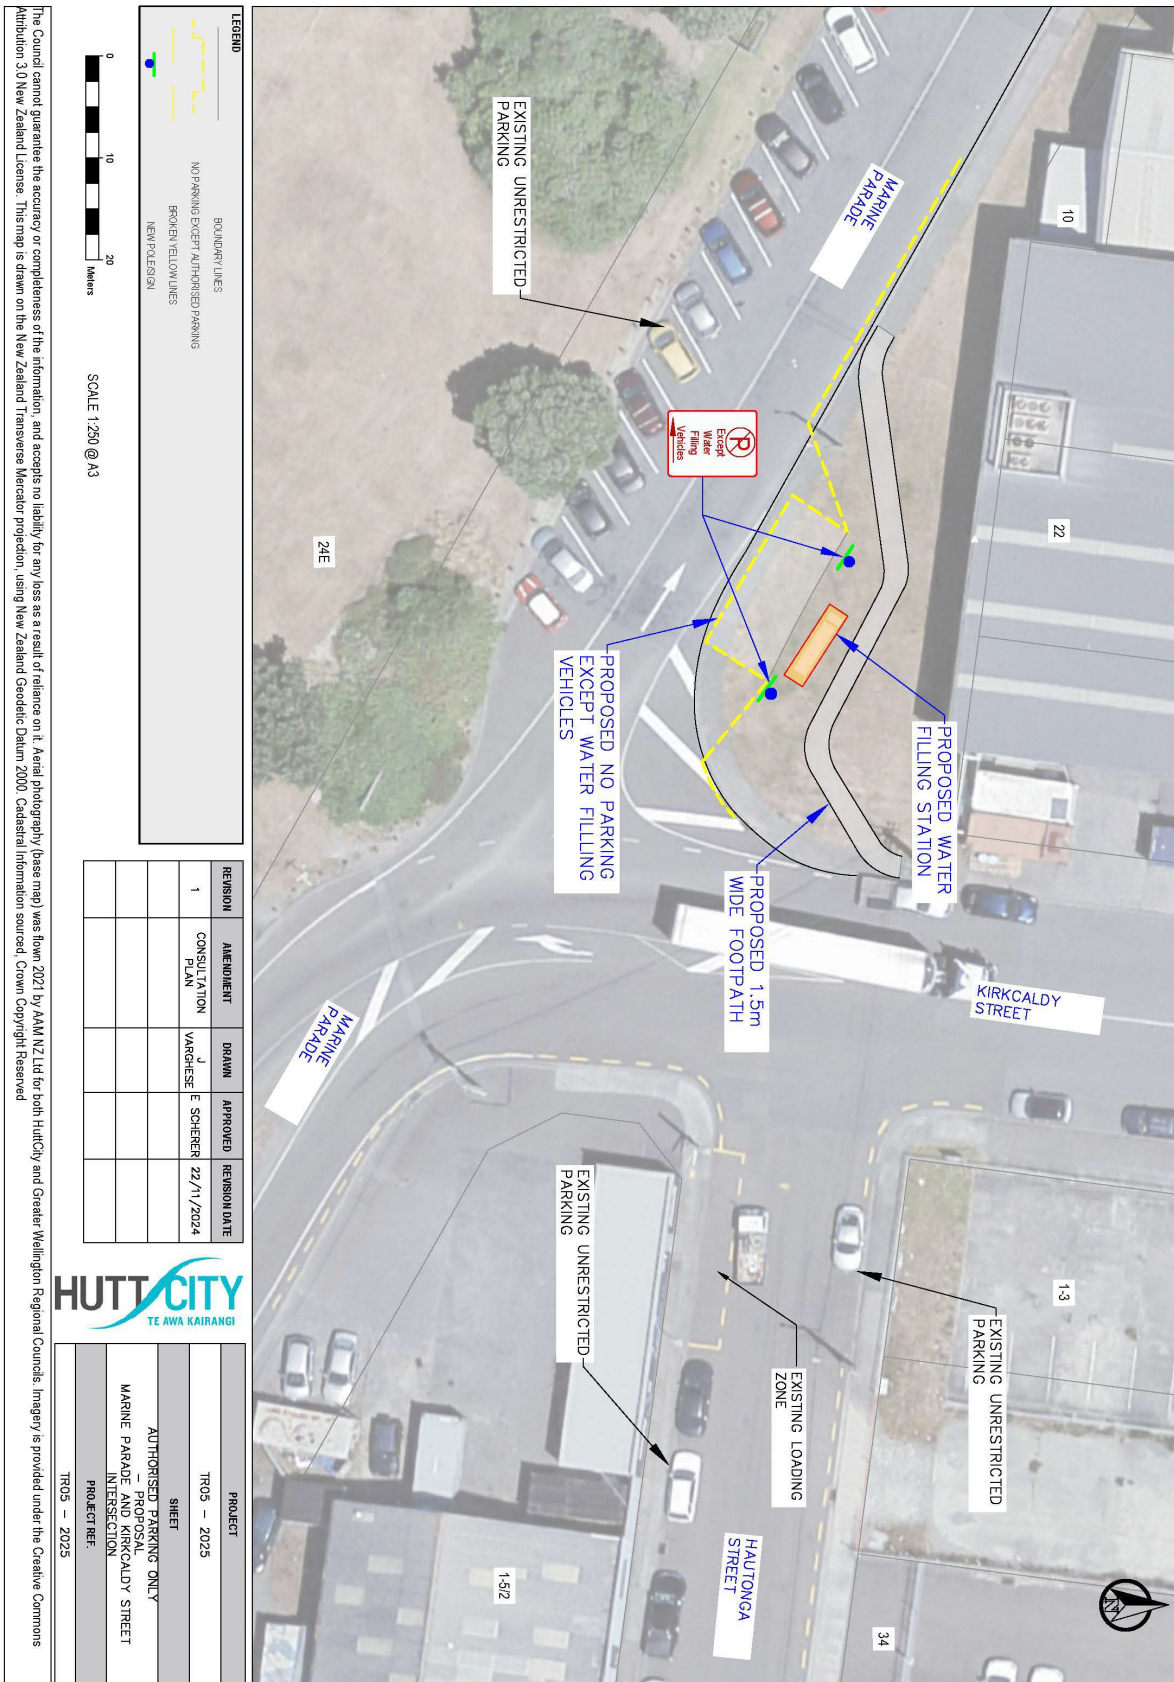 10
MARINE
PARADE
EXISTING UNRESTRICTED
PARKING
22
P
Except
Water
Filling
Vehicles
24E
PROPOSED WATER
FILLING STATION
PROPOSED NO PARKING
EXCEPT WATER FILLLING
VEHICLES
PROPOSED 1.5m
WIDE FOOTPATH
KIRKCALDY
STREET
MARINE
PARADE
1-3
EXISTING UNRESTRICTED
PARKING
EXISTING UNRESTRICTED
PARKING
EXISTING LOADING
ZONE
HAUTONGA
STREET
1-5/2
34
N
LEGEND
BOUNDARY LINES
NO PARKING EXCEPT AUTHORISED PARKING
BROKEN YELLOW LINES
NEW POLE/SIGN
0
10
20
Meters
SCALE 1:250 @ A3
REVISION AMENDMENT DRAWN APPROVED REVISION DATE
1 CONSULTATION PLAN J VARGHESE E SCHERER 22/11/2024
HUTT CITY
TE AWA KAIRANGI
PROJECT
TR05 - 2025
SHEET
AUTHORISED PARKING ONLY
- PROPOSAL
MARINE PARADE AND KIRKCALDY STREET
INTERSECTION
PROJECT REF.
TR05 - 2025
The Council cannot guarantee the accuracy or completeness of the information, and accepts no liability for any loss as a result of reliance on it. Aerial photography (base map) was flown 2021 by AAM NZ Ltd for both HuttCity and Greater Wellington Regional Councils. Imagery is provided under the Creative Commons
Attribution 3.0 New Zealand License. This map is drawn on the New Zealand Transverse Mercator projection, using New Zealand Geodetic Datum 2000. Cadastral Information sourced, Crown Copyright Reserved